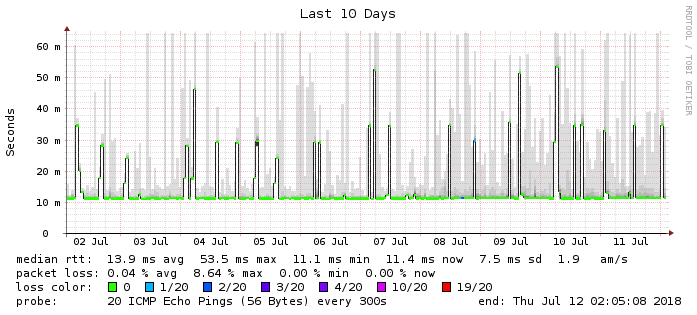 Last 10 Days
RRDTOOL / TOBI OETIKER
Seconds
60 m
50 m
40 m
30 m
20 m
10 m
0
02 Jul 03 Jul 04 Jul 05 Jul 06 Jul 07 Jul 08 Jul 09 Jul 10 Jul 11 Jul
median rtt: 13.9 ms avg 53.5 ms max 11.1 ms min 11.4 ms now 7.5 ms sd 1.9 am/s
packet loss: 0.04 % avg 8.64 % max 0.00 % min 0.00 % now
loss color: 0 1/20 2/20 3/20 4/20 10/20 19/20
probe: 20 ICMP Echo Pings (56 Bytes) every 300s end: Thu Jul 12 02:05:08 2018